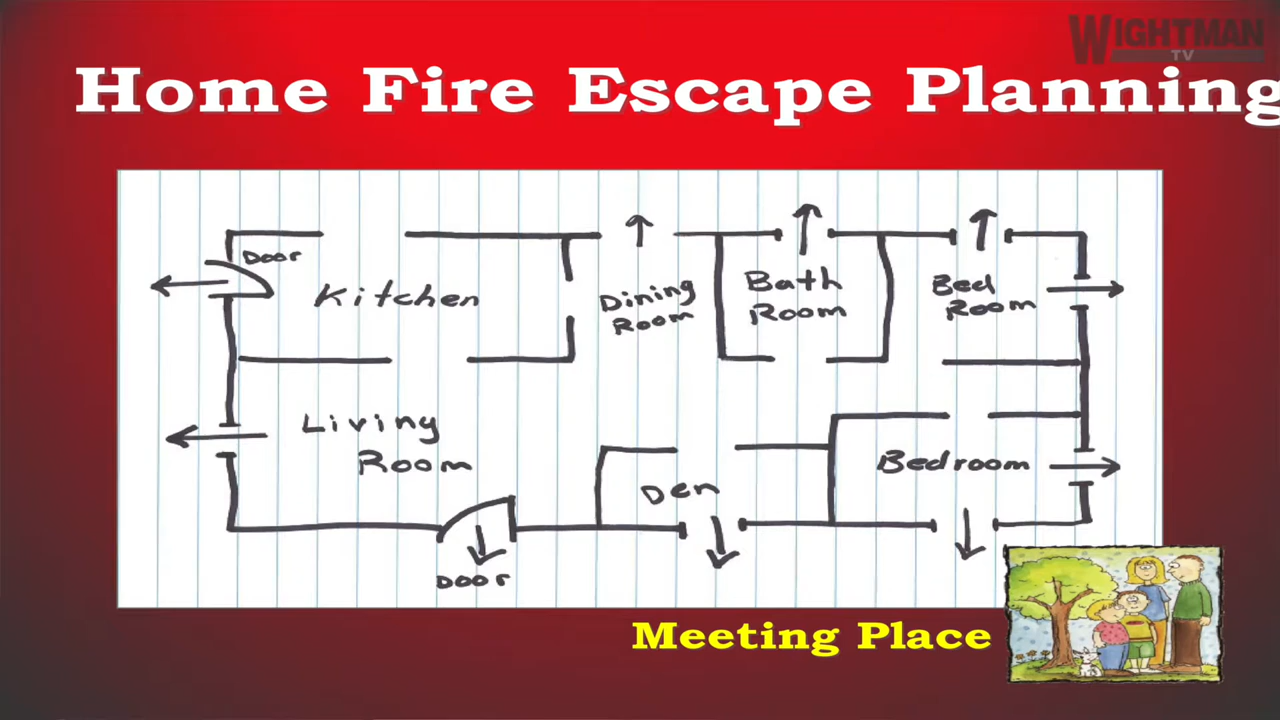 WIGHTMAN
TV
Home Fire Escape Planning
Door
Kitchen
Dining
Room
Bath
Room
Bed
Room
Living
Room
Den
Bedroom
Door
Meeting Place